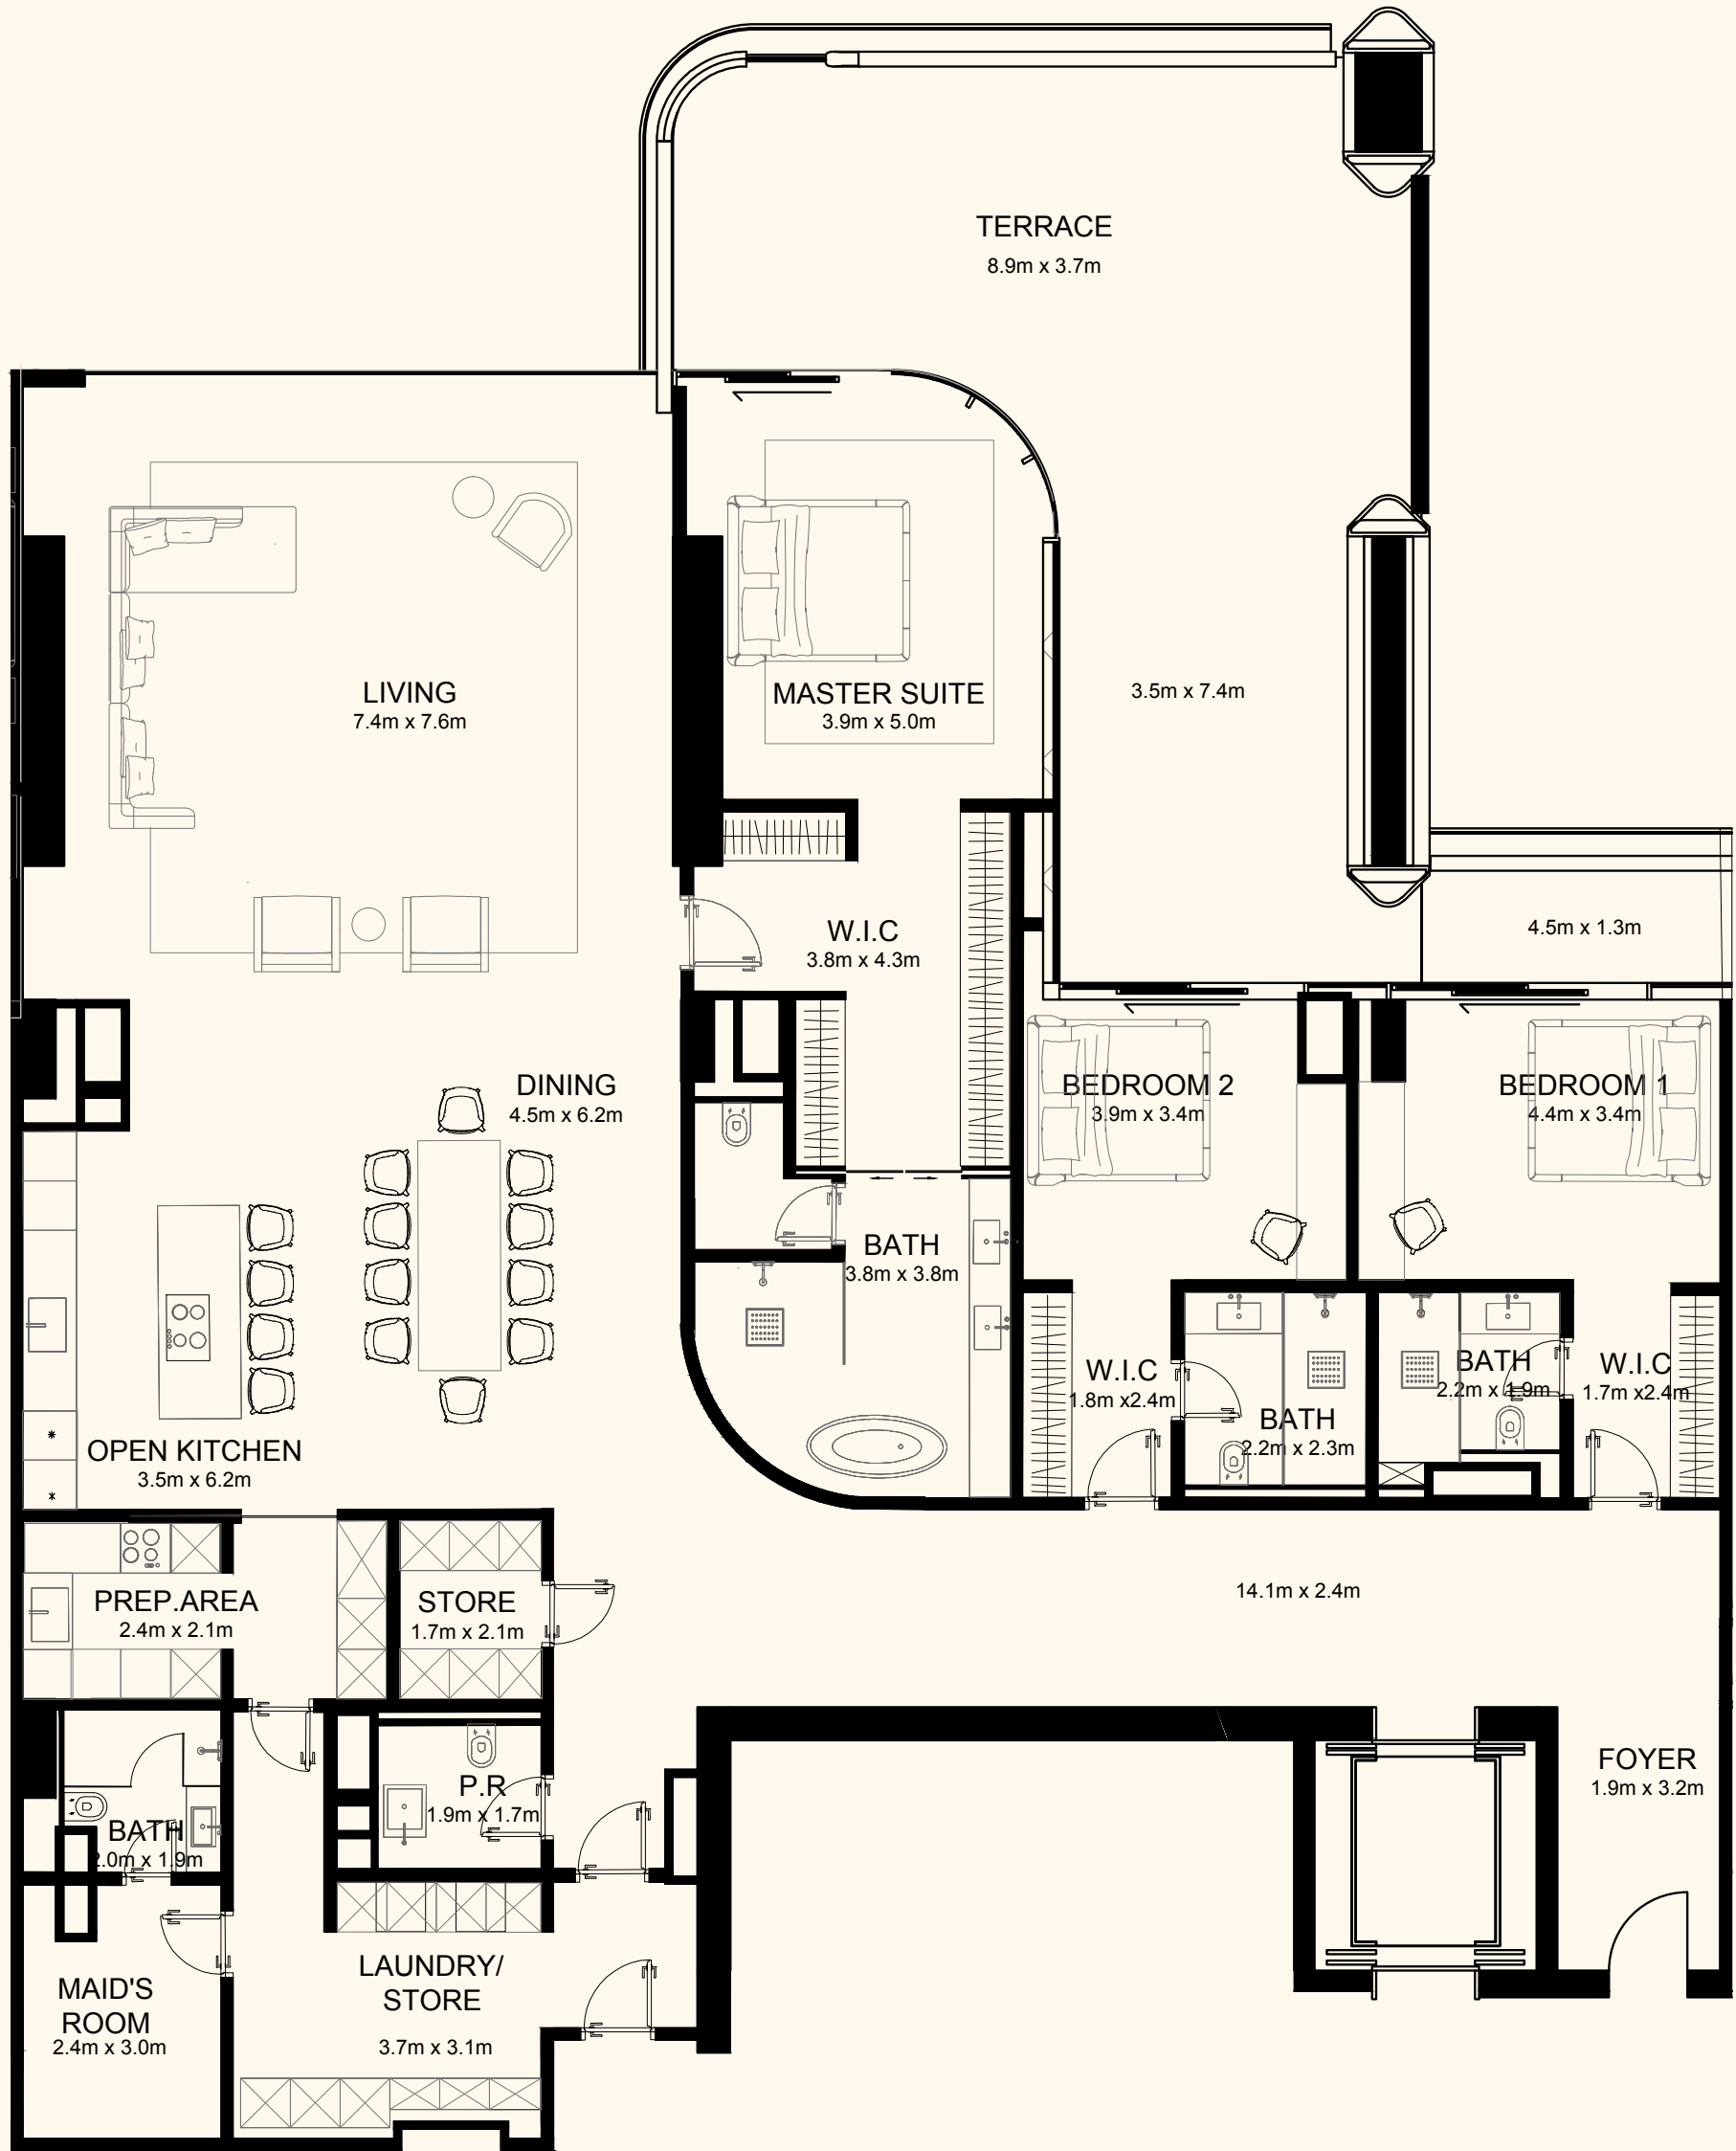 TERRACE
8.9m x 3.7m
LIVING
7.4m x 7.6m
MASTER SUITE
3.9m x 5.0m
3.5m x 7.4m
W.I.C
3.8m x 4.3m
4.5m x 1.3m
DINING
4.5m x 6.2m
BEDROOM 2
3.9m x 3.4m
BEDROOM 1
4.4m x 3.4m
BATH
3.8m x 3.8m
W.I.C
1.8m x2.4m
BATH
2.2m x 2.3m
BATH
2.2m x 1.9m
W.I.C
1.7m x2.4m
OPEN KITCHEN
3.5m x 6.2m
PREP.AREA
2.4m x 2.1m
STORE
1.7m x 2.1m
14.1m x 2.4m
P.R
1.9m x 1.7m
FOYER
1.9m x 3.2m
BATH
2.0m x 1.9m
MAID'S
ROOM
2.4m x 3.0m
LAUNDRY/
STORE
3.7m x 3.1m